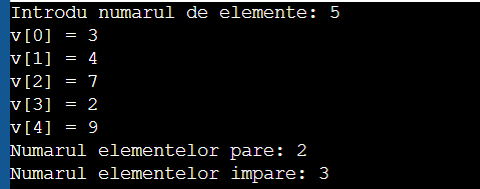 Introdu numarul de elemente: 5
v[0] = 3
v[1] = 4
v[2] = 7
v[3] = 2
v[4] = 9
Numarul elementelor pare: 2
Numarul elementelor impare: 3